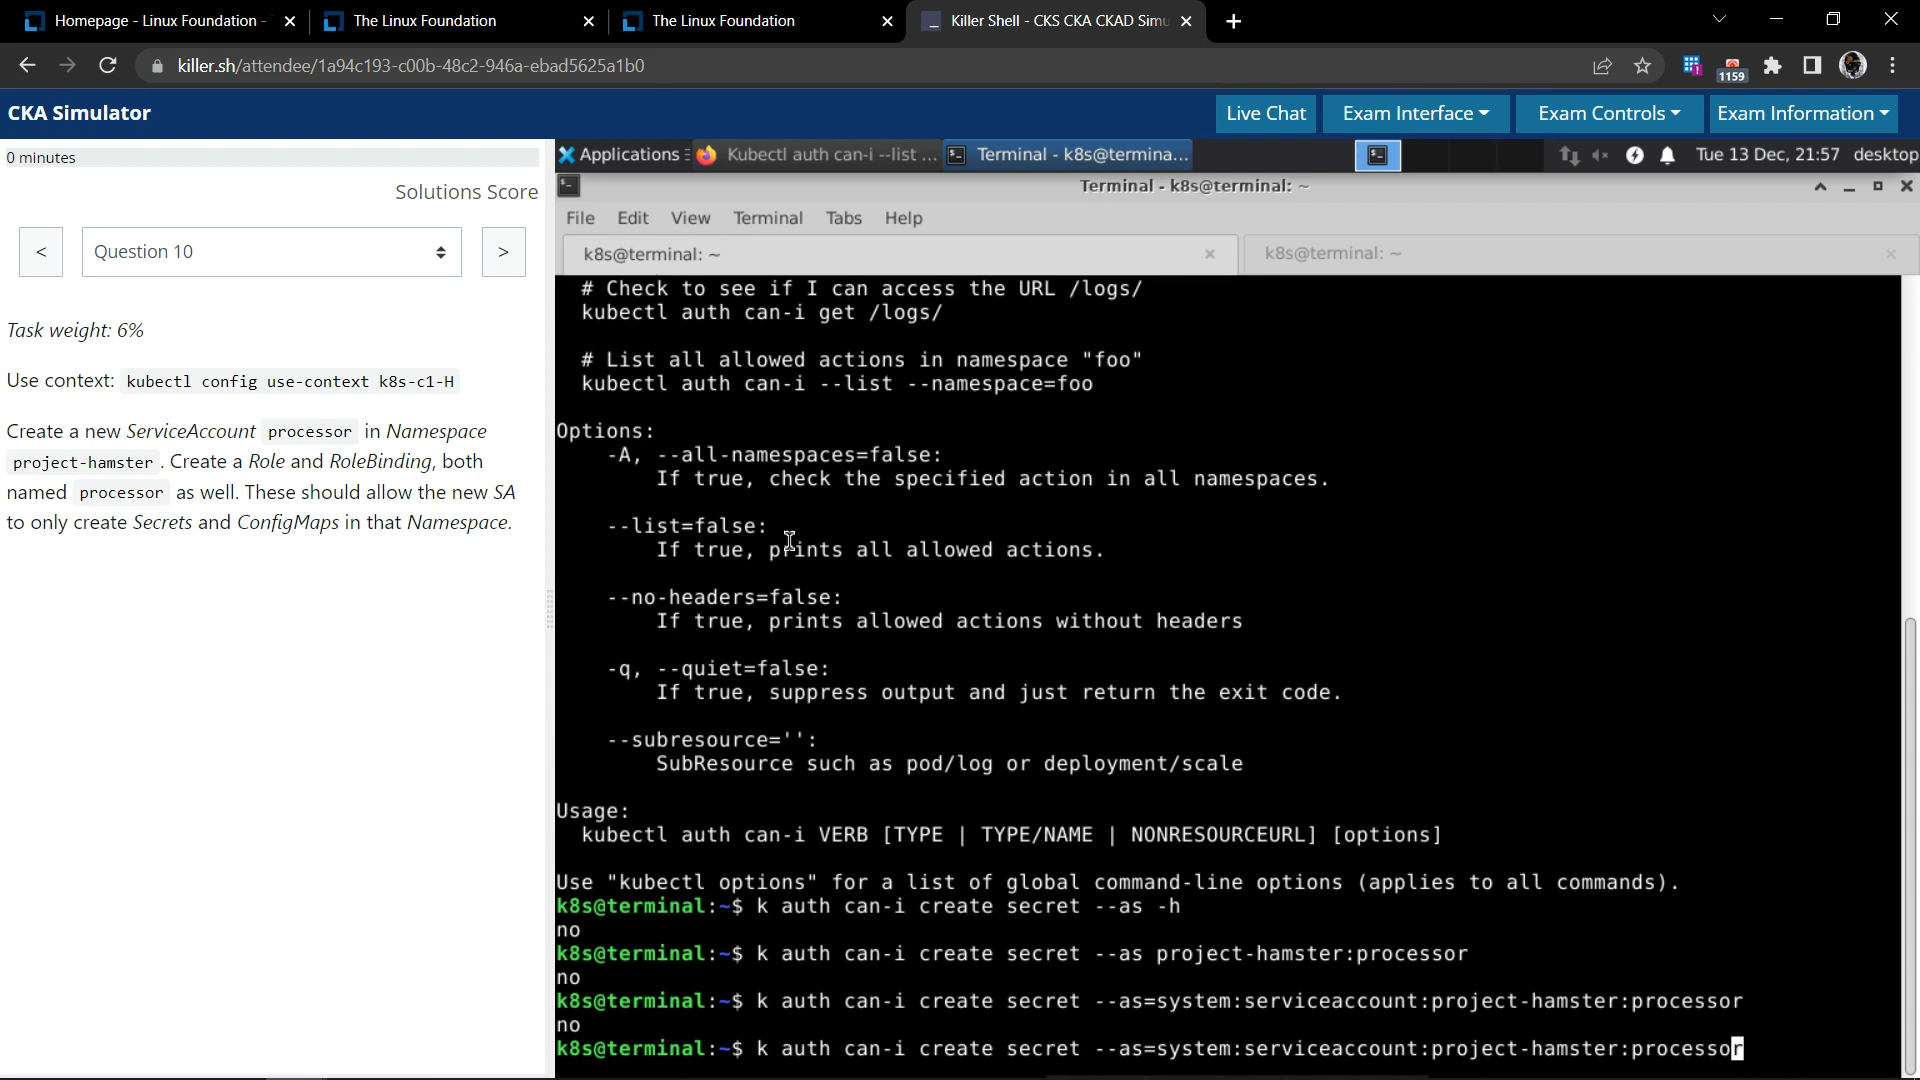 Homepage - Linux Foundation -
The Linux Foundation
The Linux Foundation
Killer Shell - CKS CKA CKAD Simu
killer.sh/attendee/1a94c193-c00b-48c2-946a-ebad5625a1b0
1159
CKA Simulator
Live Chat
Exam Interface
Exam Controls
Exam Information
0 minutes
Solutions Score
<
Question 10
>
Task weight: 6%
Use context: kubectl config use-context k8s-c1-H
Create a new ServiceAccount processor in Namespace
project-hamster . Create a Role and RoleBinding, both
named processor as well. These should allow the new SA
to only create Secrets and ConfigMaps in that Namespace.
Applications
Kubectl auth can-i --list ...
Terminal - k8s@termina...
Tue 13 Dec, 21:57 desktop
Terminal - k8s@terminal: ~
File Edit View Terminal Tabs Help
k8s@terminal: ~
k8s@terminal: ~
# Check to see if I can access the URL /logs/
kubectl auth can-i get /logs/
# List all allowed actions in namespace "foo"
kubectl auth can-i --list --namespace=foo
Options:
-A, --all-namespaces=false:
If true, check the specified action in all namespaces.
--list=false:
If true, prints all allowed actions.
--no-headers=false:
If true, prints allowed actions without headers
-q, --quiet=false:
If true, suppress output and just return the exit code.
--subresource='':
SubResource such as pod/log or deployment/scale
Usage:
kubectl auth can-i VERB [TYPE | TYPE/NAME | NONRESOURCEURL] [options]
Use "kubectl options" for a list of global command-line options (applies to all commands).
k8s@terminal:~$ k auth can-i create secret --as -h
no
k8s@terminal:~$ k auth can-i create secret --as project-hamster:processor
no
k8s@terminal:~$ k auth can-i create secret --as=system:serviceaccount:project-hamster:processor
no
k8s@terminal:~$ k auth can-i create secret --as=system:serviceaccount:project-hamster:processor